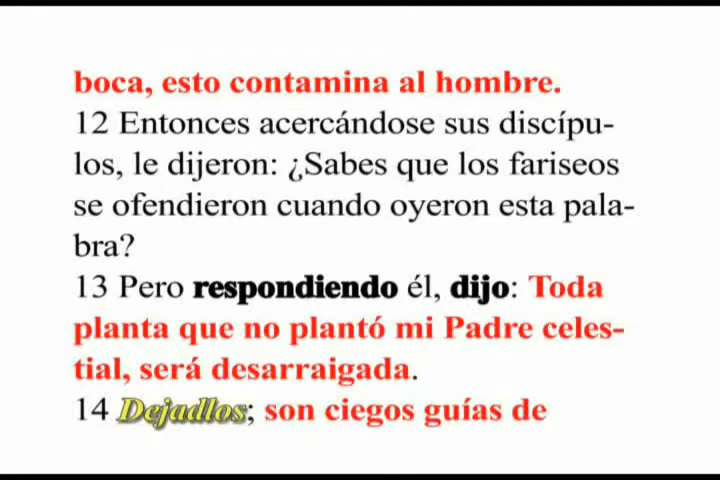 boca, esto contamina al hombre.
12 Entonces acercándose sus discípu-
los, le dijeron: ¿Sabes que los fariseos
se ofendieron cuando oyeron esta pala-
bra?
13 Pero respondiendo él, dijo: Toda
planta que no plantó mi Padre celes-
tial, será desarraigada.
14 Dejadlos; son ciegos guías de